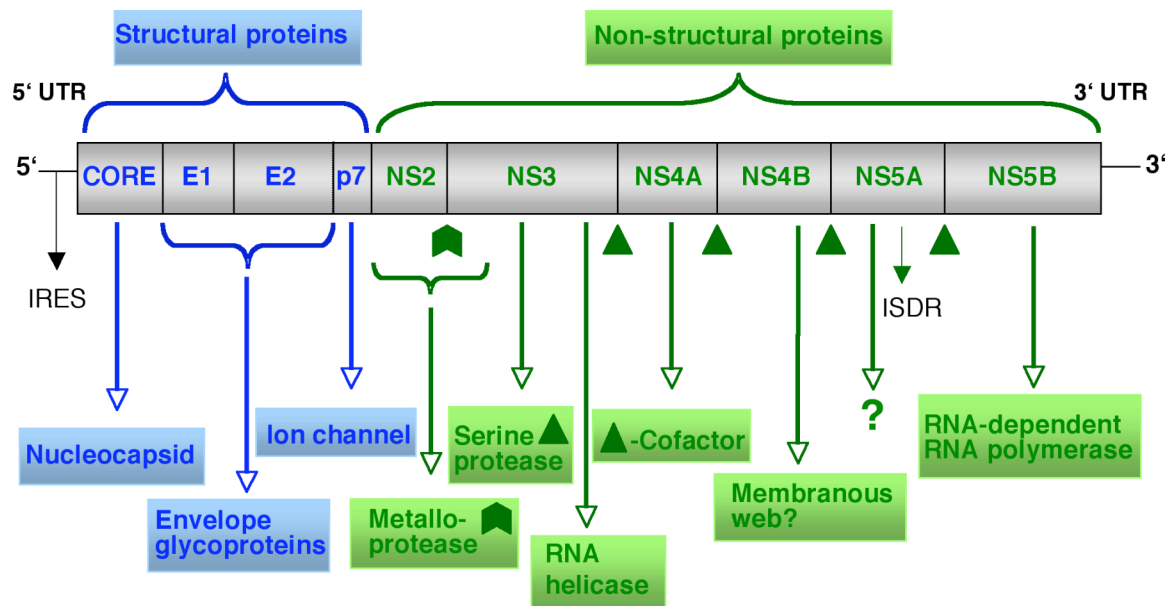 Structural proteins
Non-structural proteins
5‘ UTR
3‘ UTR
5‘
CORE
E1
E2
p7
NS2
NS3
NS4A
NS4B
NS5A
NS5B
3‘
IRES
ISDR
Nucleocapsid
Envelope
glycoproteins
Ion channel
Metallo-
protease
Serine
protease
RNA
helicase
-Cofactor
Membranous
web?
?
RNA-dependent
RNA polymerase